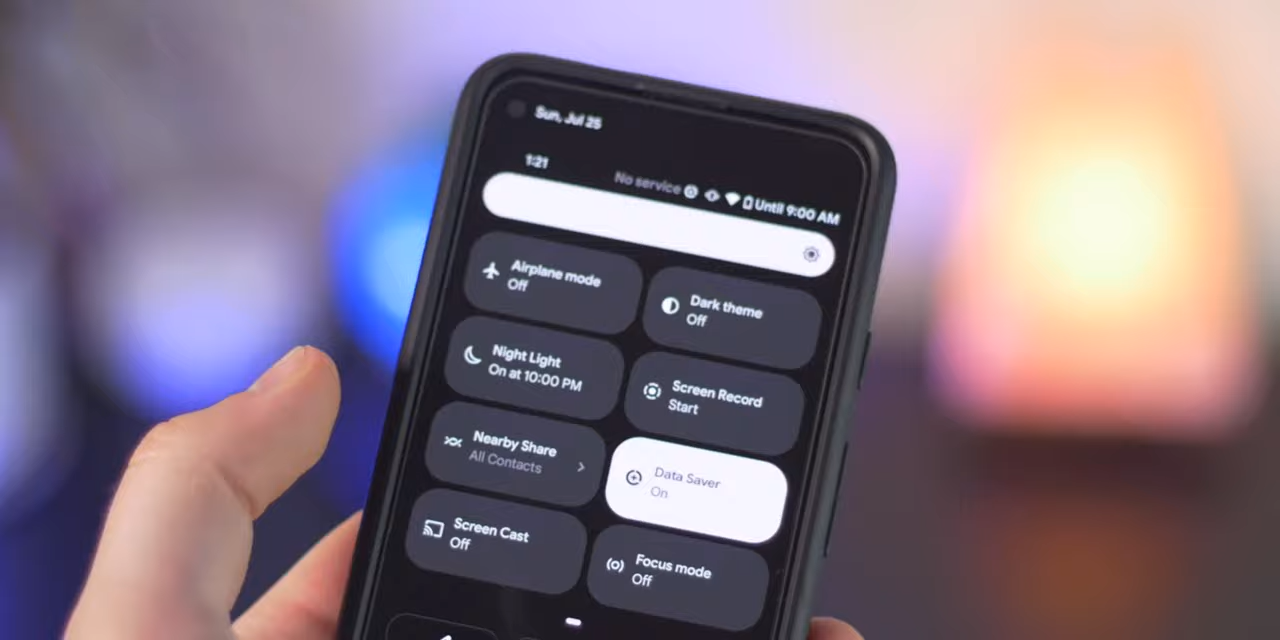 Sun, Jul 25
1:21
No service
Until 9:00 AM
Airplane mode
Off
Dark theme
Off
Night Light
On at 10:00 PM
Screen Record
Start
Nearby Share
All Contacts
Data Saver
On
Screen Cast
Off
Focus mode
Off